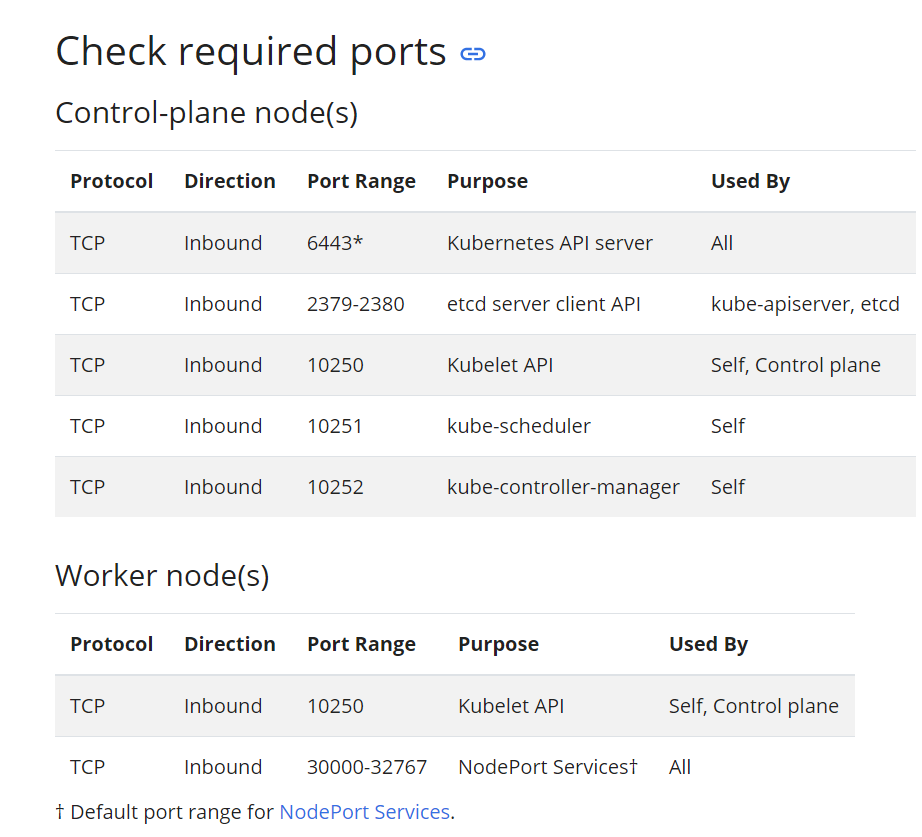 Check required ports
Control-plane node(s)
Protocol Direction Port Range Purpose Used By
TCP Inbound 6443* Kubernetes API server All
TCP Inbound 2379-2380 etcd server client API kube-apiserver, etcd
TCP Inbound 10250 Kubelet API Self, Control plane
TCP Inbound 10251 kube-scheduler Self
TCP Inbound 10252 kube-controller-manager Self
Worker node(s)
Protocol Direction Port Range Purpose Used By
TCP Inbound 10250 Kubelet API Self, Control plane
TCP Inbound 30000-32767 NodePort Services† All
† Default port range for NodePort Services.